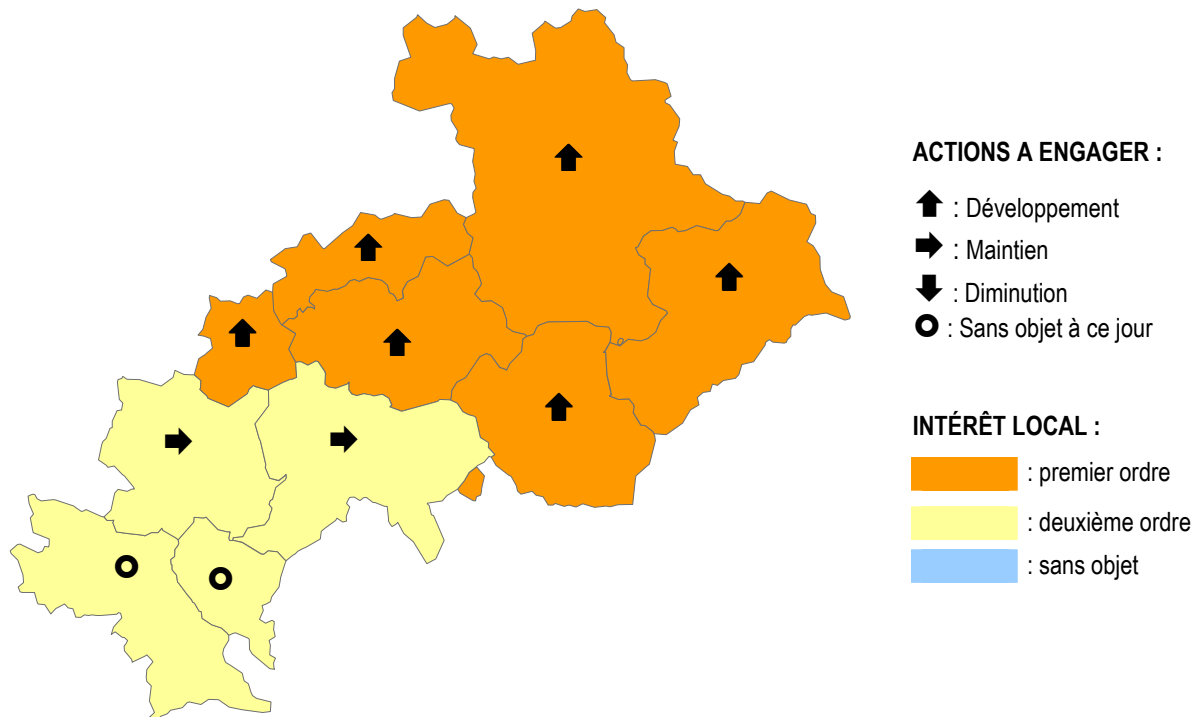 ACTIONS A ENGAGER :
: Développement
: Maintien
: Diminution
: Sans objet à ce jour
INTÉRÊT LOCAL :
: premier ordre
: deuxième ordre
: sans objet